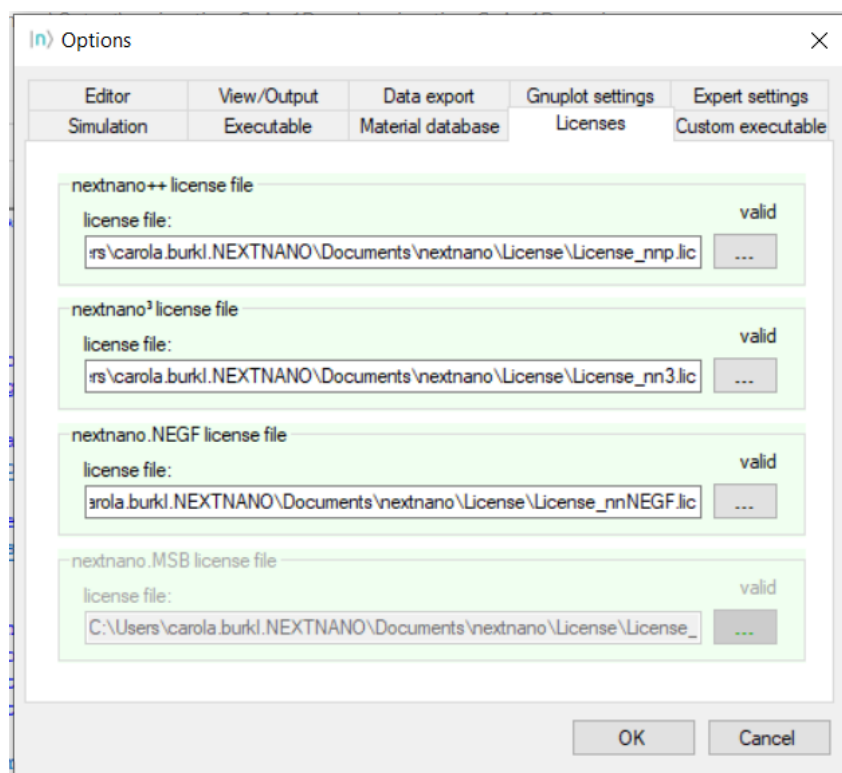 |n⟩ Options
Editor View/Output Data export Gnuplot settings Expert settings
Simulation Executable Material database Licenses Custom executable
nextnano++ license file
valid
license file:
rs\carola.burkl.NEXTNANO\Documents\nextnano\License\License_nnp.lic ...
nextnano³ license file
valid
license file:
rs\carola.burkl.NEXTNANO\Documents\nextnano\License\License_nn3.lic ...
nextnano.NEGF license file
valid
license file:
arola.burkl.NEXTNANO\Documents\nextnano\License\License_nnNEGF.lic ...
nextnano.MSB license file
valid
license file:
C:\Users\carola.burkl.NEXTNANO\Documents\nextnano\License\License_ ...
OK Cancel